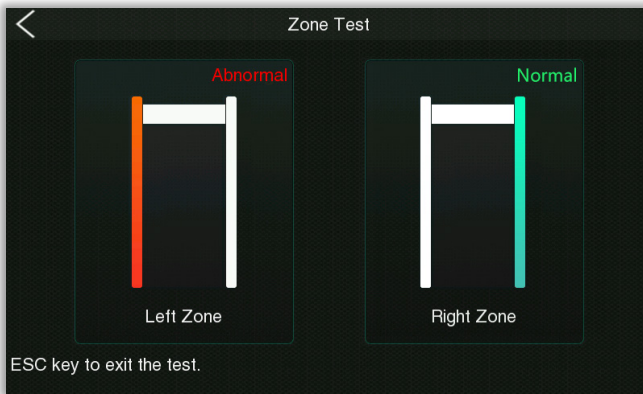 Zone Test
Abnormal
Normal
Left Zone
Right Zone
ESC key to exit the test.